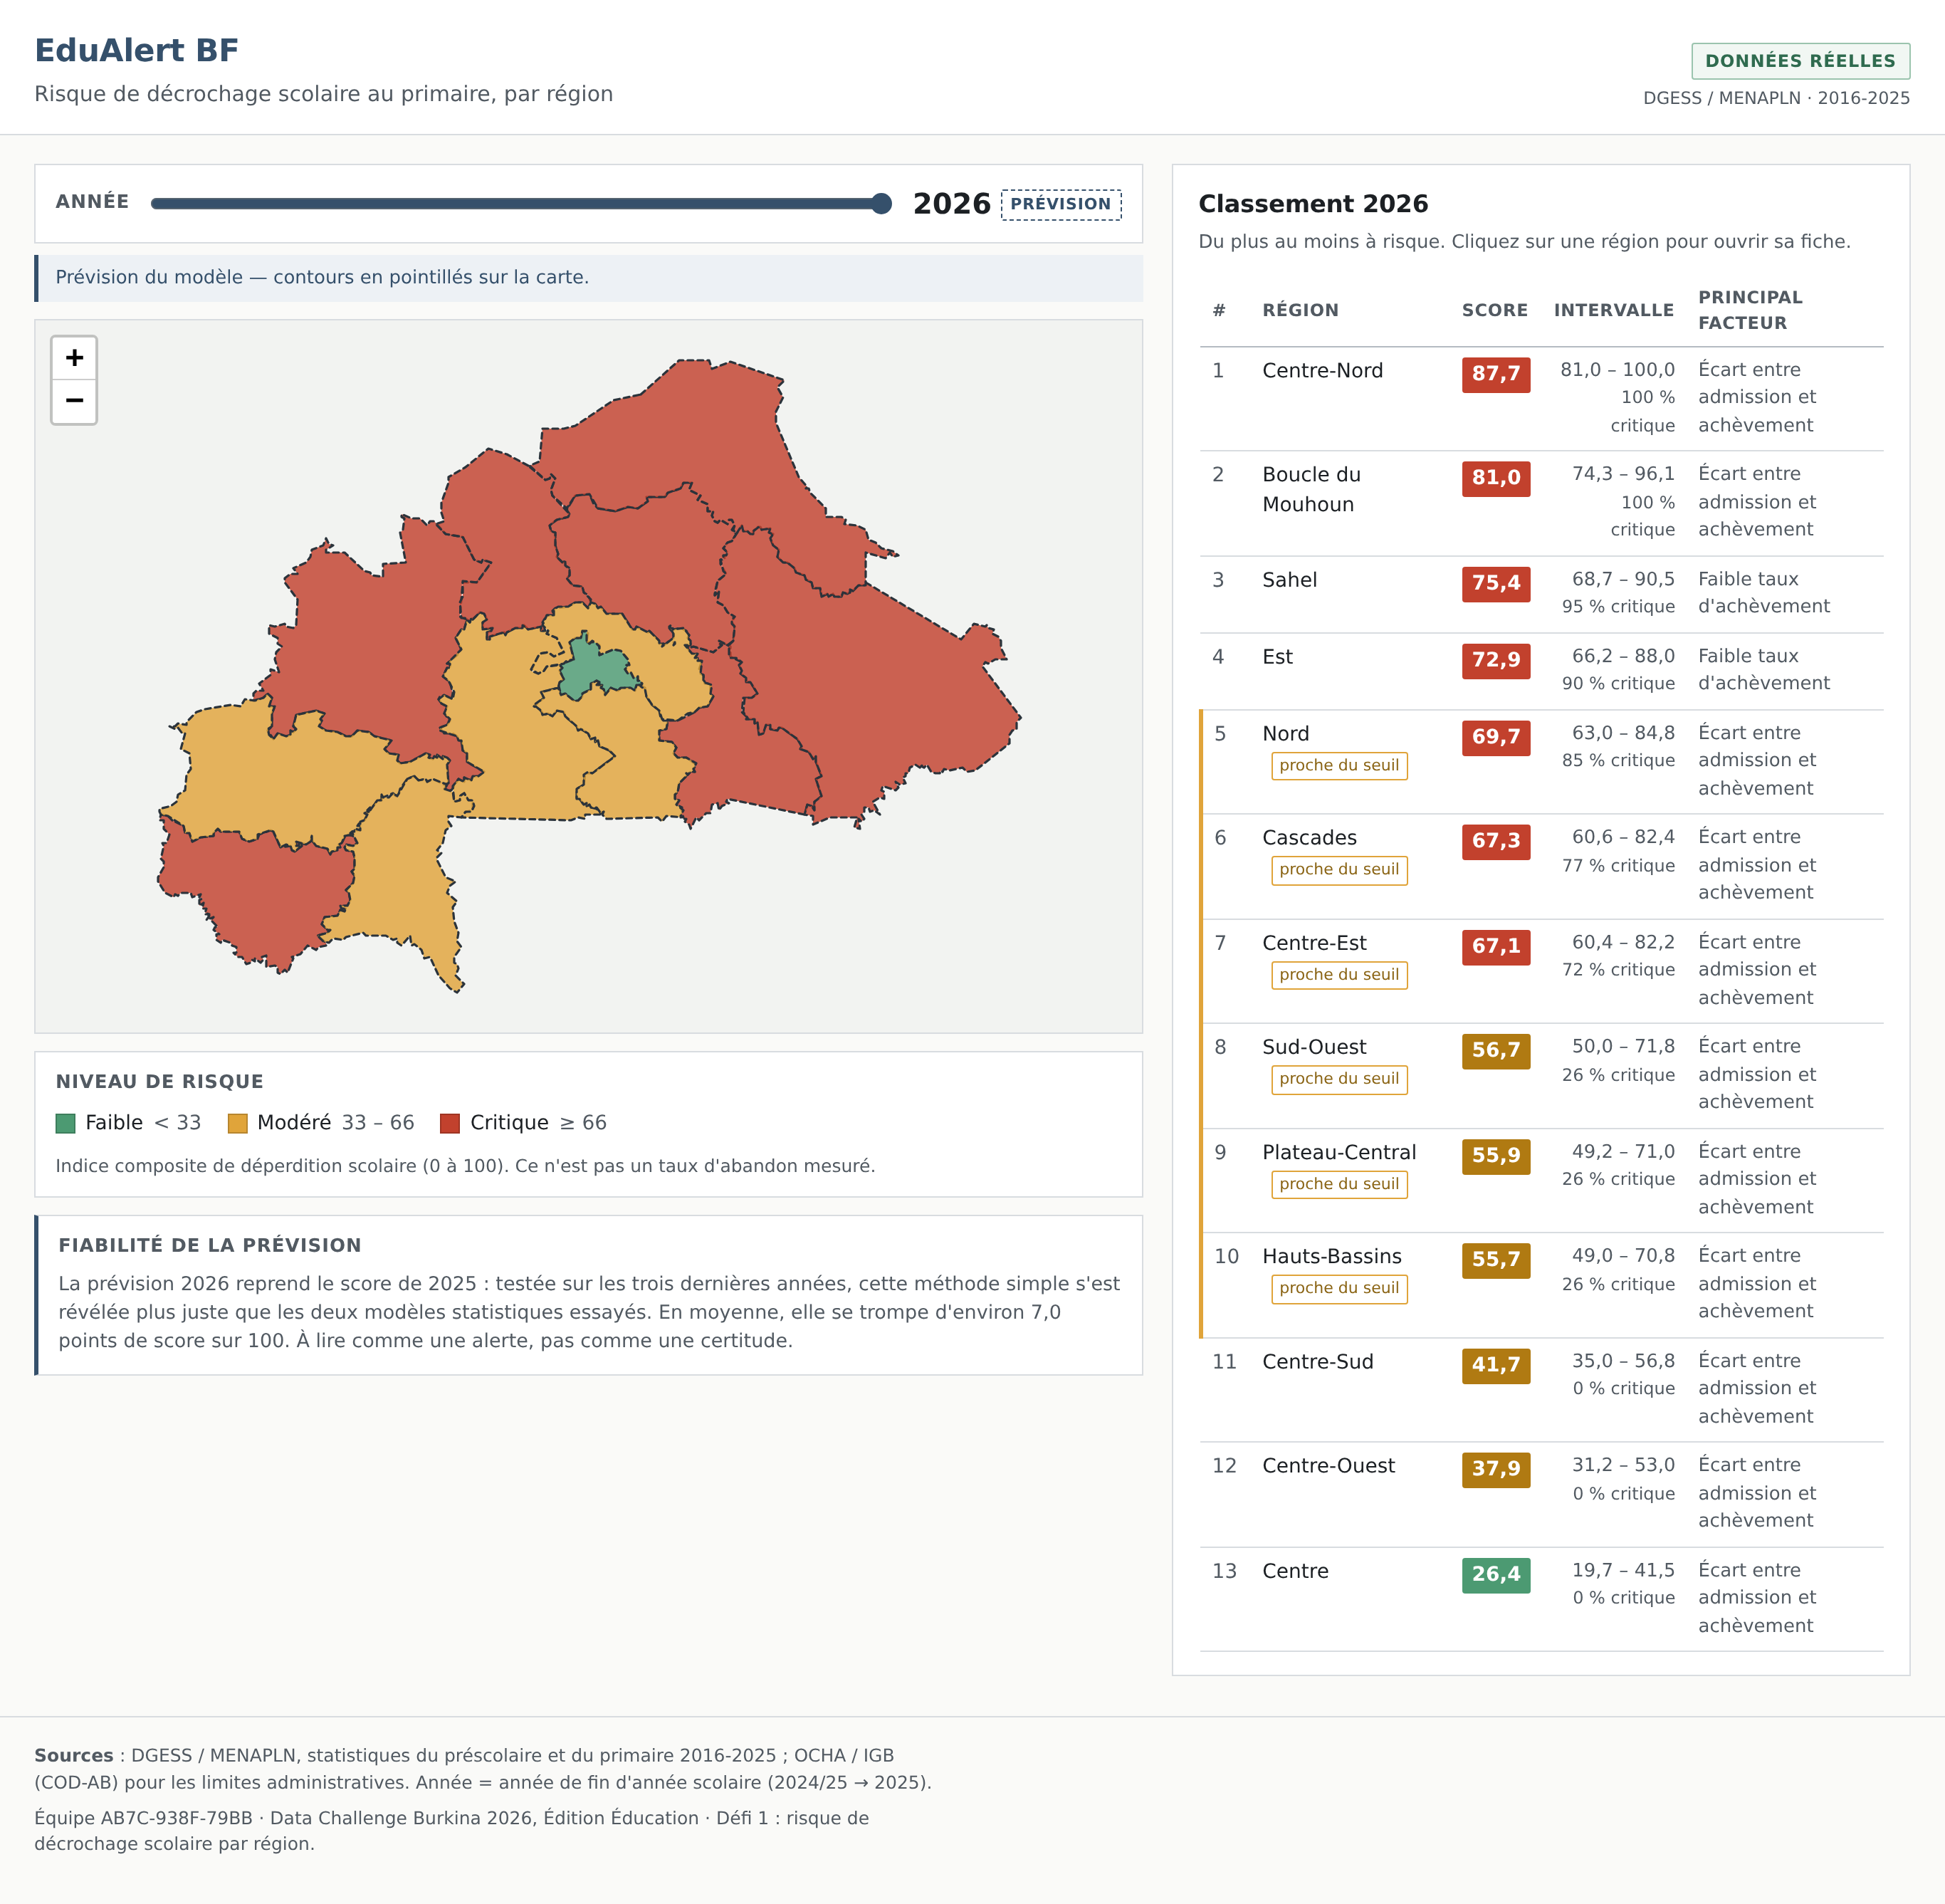 EduAlert BF
Risque de décrochage scolaire au primaire, par région
DONNÉES RÉELLES
DGESS / MENAPLN · 2016-2025
ANNÉE
2026
PRÉVISION
Prévision du modèle — contours en pointillés sur la carte.
+
−
NIVEAU DE RISQUE
Faible < 33 Modéré 33 – 66 Critique ≥ 66
Indice composite de déperdition scolaire (0 à 100). Ce n'est pas un taux d'abandon mesuré.
FIABILITÉ DE LA PRÉVISION
La prévision 2026 reprend le score de 2025 : testée sur les trois dernières années, cette méthode simple s'est
révélée plus juste que les deux modèles statistiques essayés. En moyenne, elle se trompe d'environ 7,0
points de score sur 100. À lire comme une alerte, pas comme une certitude.
Classement 2026
Du plus au moins à risque. Cliquez sur une région pour ouvrir sa fiche.
# RÉGION SCORE INTERVALLE PRINCIPAL
FACTEUR
1 Centre-Nord 87,7 81,0 – 100,0 Écart entre
100 % admission et
critique achèvement
2 Boucle du 81,0 74,3 – 96,1 Écart entre
Mouhoun 100 % admission et
critique achèvement
3 Sahel 75,4 68,7 – 90,5 Faible taux
95 % critique d'achèvement
4 Est 72,9 66,2 – 88,0 Faible taux
90 % critique d'achèvement
5 Nord 69,7 63,0 – 84,8 Écart entre
proche du seuil 85 % critique admission et
achèvement
6 Cascades 67,3 60,6 – 82,4 Écart entre
proche du seuil 77 % critique admission et
achèvement
7 Centre-Est 67,1 60,4 – 82,2 Écart entre
proche du seuil 72 % critique admission et
achèvement
8 Sud-Ouest 56,7 50,0 – 71,8 Écart entre
proche du seuil 26 % critique admission et
achèvement
9 Plateau-Central 55,9 49,2 – 71,0 Écart entre
proche du seuil 26 % critique admission et
achèvement
10 Hauts-Bassins 55,7 49,0 – 70,8 Écart entre
proche du seuil 26 % critique admission et
achèvement
11 Centre-Sud 41,7 35,0 – 56,8 Écart entre
0 % critique admission et
achèvement
12 Centre-Ouest 37,9 31,2 – 53,0 Écart entre
0 % critique admission et
achèvement
13 Centre 26,4 19,7 – 41,5 Écart entre
0 % critique admission et
achèvement
Sources : DGESS / MENAPLN, statistiques du préscolaire et du primaire 2016-2025 ; OCHA / IGB
(COD-AB) pour les limites administratives. Année = année de fin d'année scolaire (2024/25 → 2025).
Équipe AB7C-938F-79BB · Data Challenge Burkina 2026, Édition Éducation · Défi 1 : risque de
décrochage scolaire par région.